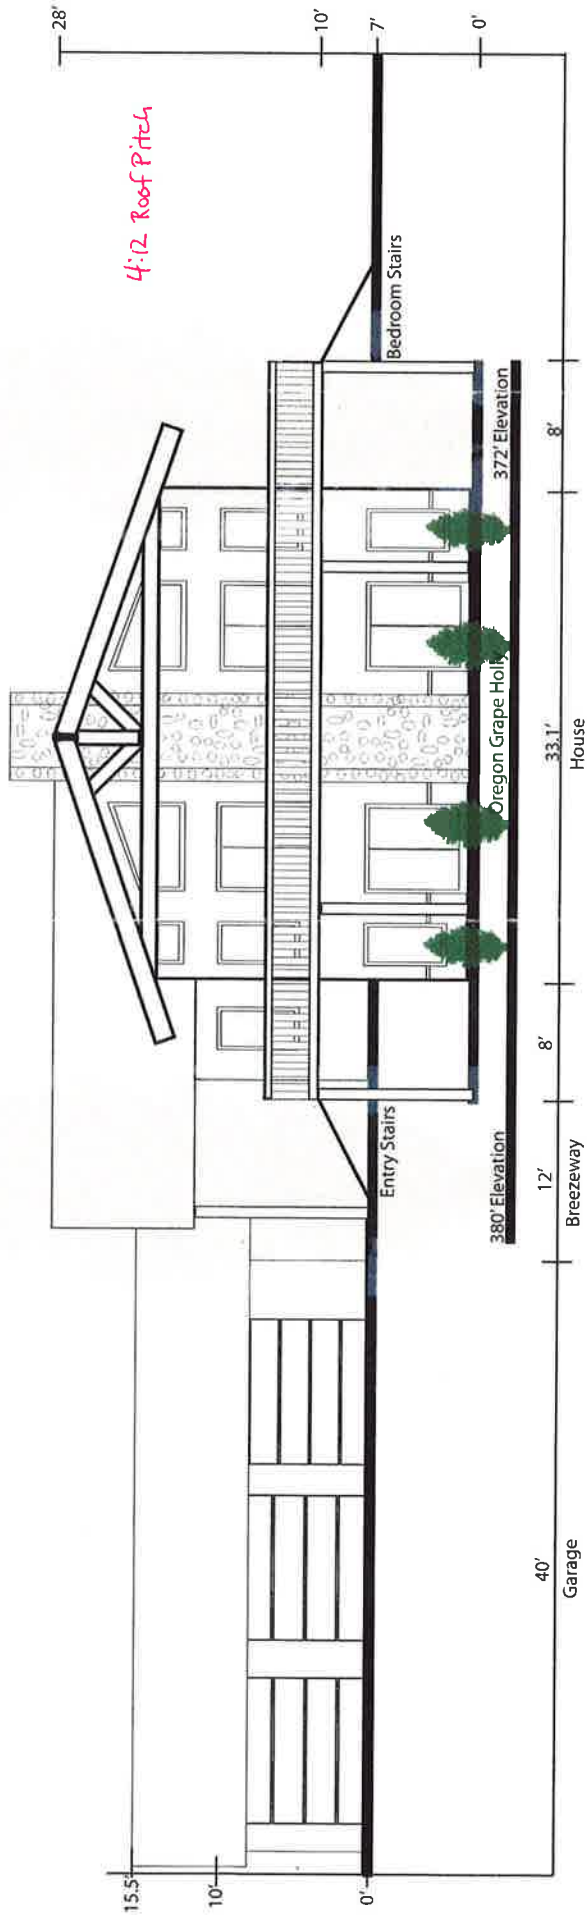 28'
10'
7'
0'
4:12 Roof Pitch
15.5'
10'
0'
Entry Stairs
Bedroom Stairs
Oregon Grape Holly
380' Elevation
372' Elevation
40'
12'
8'
33.1'
8'
Garage
Breezeway
House